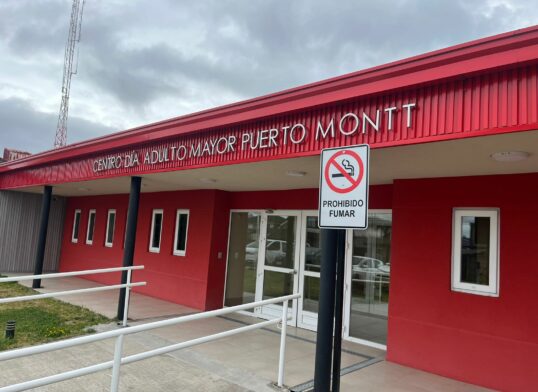 CENTRO DÍA ADULTO MAYOR PUERTO MONTT
PROHIBIDO
FUMAR